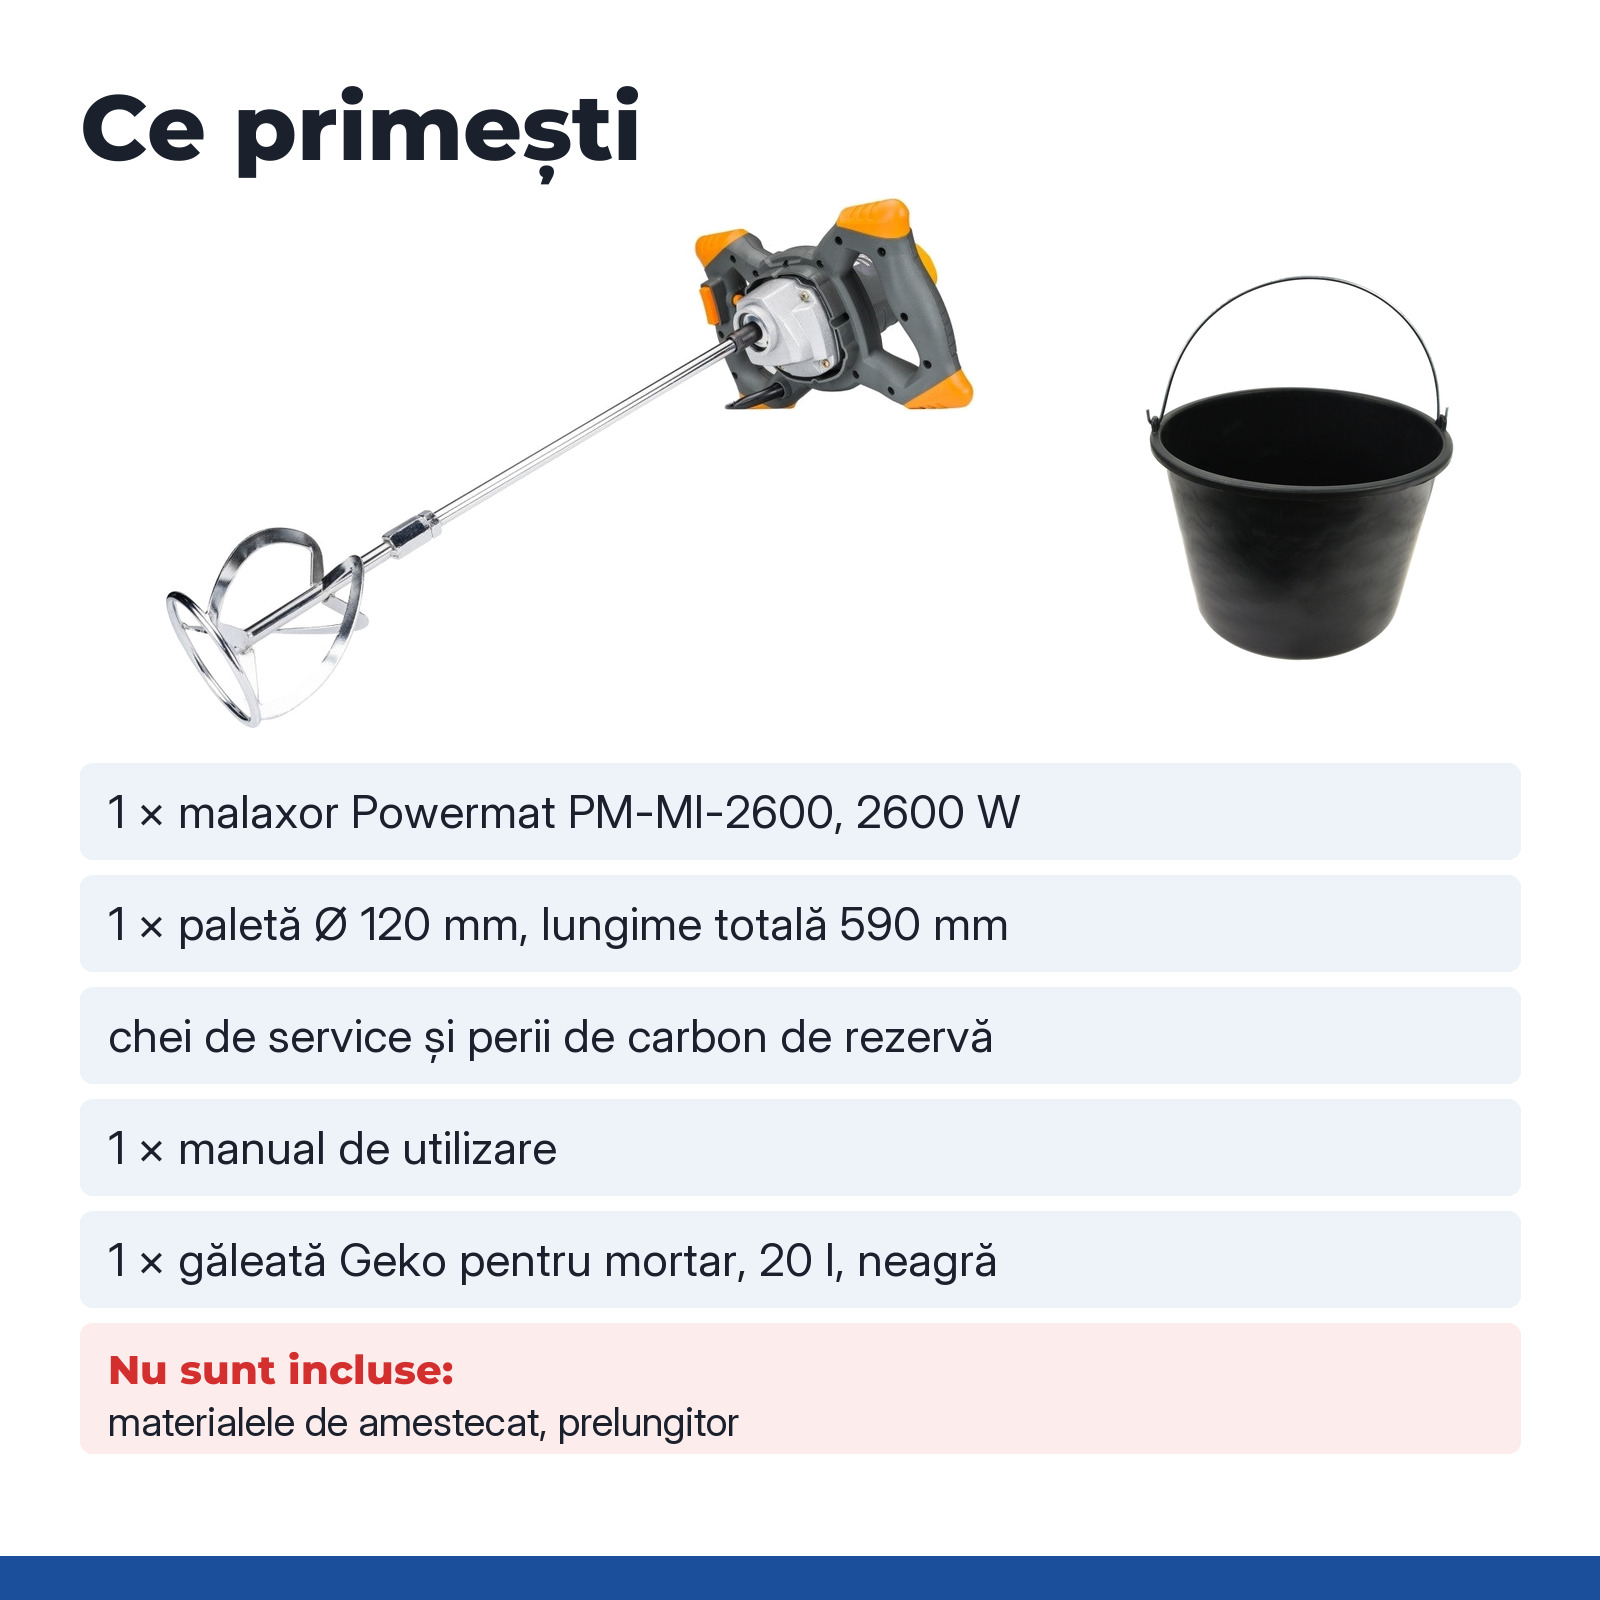 Ce primești
1 × malaxor Powermat PM-MI-2600, 2600 W
1 × paletă Ø 120 mm, lungime totală 590 mm
chei de service și perii de carbon de rezervă
1 × manual de utilizare
1 × găleată Geko pentru mortar, 20 l, neagră
Nu sunt incluse:
materialele de amestecat, prelungitor